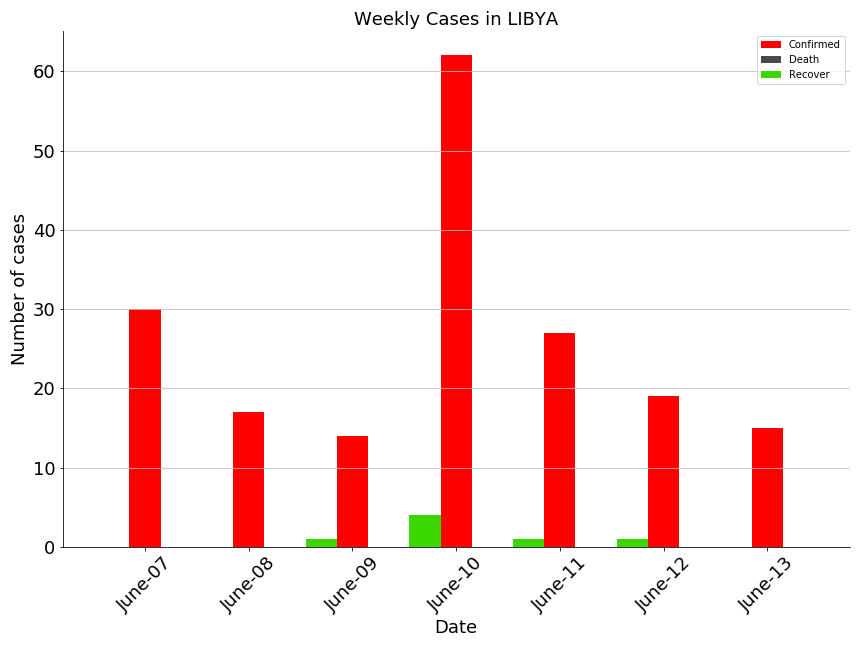 Weekly Cases in LIBYA
Confirmed
Death
Recover
Number of cases
60
50
40
30
20
10
0
June-07
June-08
June-09
June-10
June-11
June-12
June-13
Date